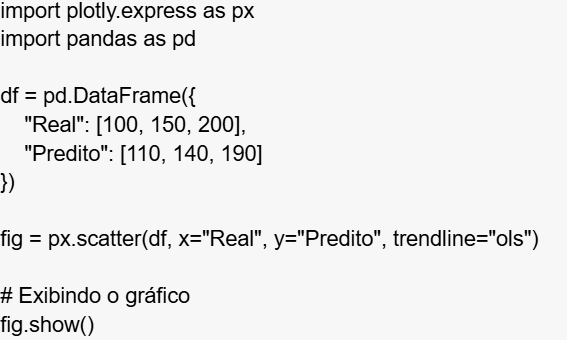 import plotly.express as px
import pandas as pd
df = pd.DataFrame({
    "Real": [100, 150, 200],
    "Predito": [110, 140, 190]
})
fig = px.scatter(df, x="Real", y="Predito", trendline="ols")
# Exibindo o gráfico
fig.show()